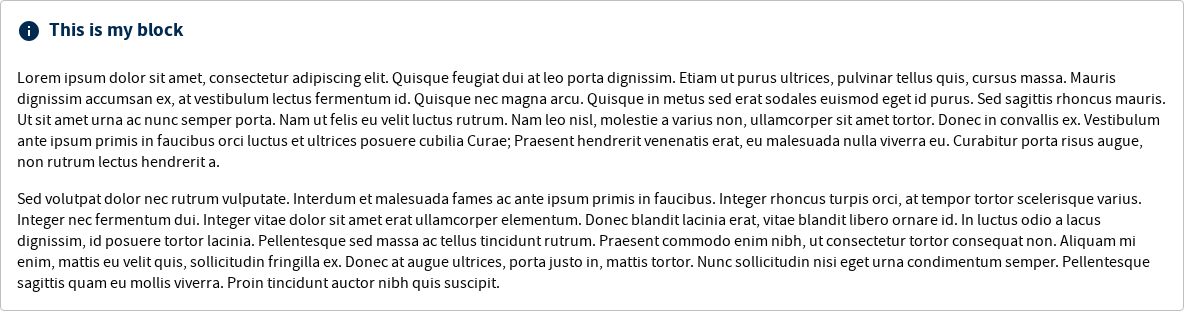 This is my block
Lorem ipsum dolor sit amet, consectetur adipiscing elit. Quisque feugiat dui at leo porta dignissim. Etiam ut purus ultrices, pulvinar tellus quis, cursus massa. Mauris
dignissim accumsan ex, at vestibulum lectus fermentum id. Quisque nec magna arcu. Quisque in metus sed erat sodales euismod eget id purus. Sed sagittis rhoncus mauris.
Ut sit amet urna ac nunc semper porta. Nam ut felis eu velit luctus rutrum. Nam leo nisl, molestie a varius non, ullamcorper sit amet tortor. Donec in convallis ex. Vestibulum
ante ipsum primis in faucibus orci luctus et ultrices posuere cubilia Curae; Praesent hendrerit venenatis erat, eu malesuada nulla viverra eu. Curabitur porta risus augue,
non rutrum lectus hendrerit a.
Sed volutpat dolor nec rutrum vulputate. Interdum et malesuada fames ac ante ipsum primis in faucibus. Integer rhoncus turpis orci, at tempor tortor scelerisque varius.
Integer nec fermentum dui. Integer vitae dolor sit amet erat ullamcorper elementum. Donec blandit lacinia erat, vitae blandit libero ornare id. In luctus odio a lacus
dignissim, id posuere tortor lacinia. Pellentesque sed massa ac tellus tincidunt rutrum. Praesent commodo enim nibh, ut consectetur tortor consequat non. Aliquam mi
enim, mattis eu velit quis, sollicitudin fringilla ex. Donec at augue ultrices, porta justo in, mattis tortor. Nunc sollicitudin nisi eget urna condimentum semper. Pellentesque
sagittis quam eu mollis viverra. Proin tincidunt auctor nibh quis suscipit.